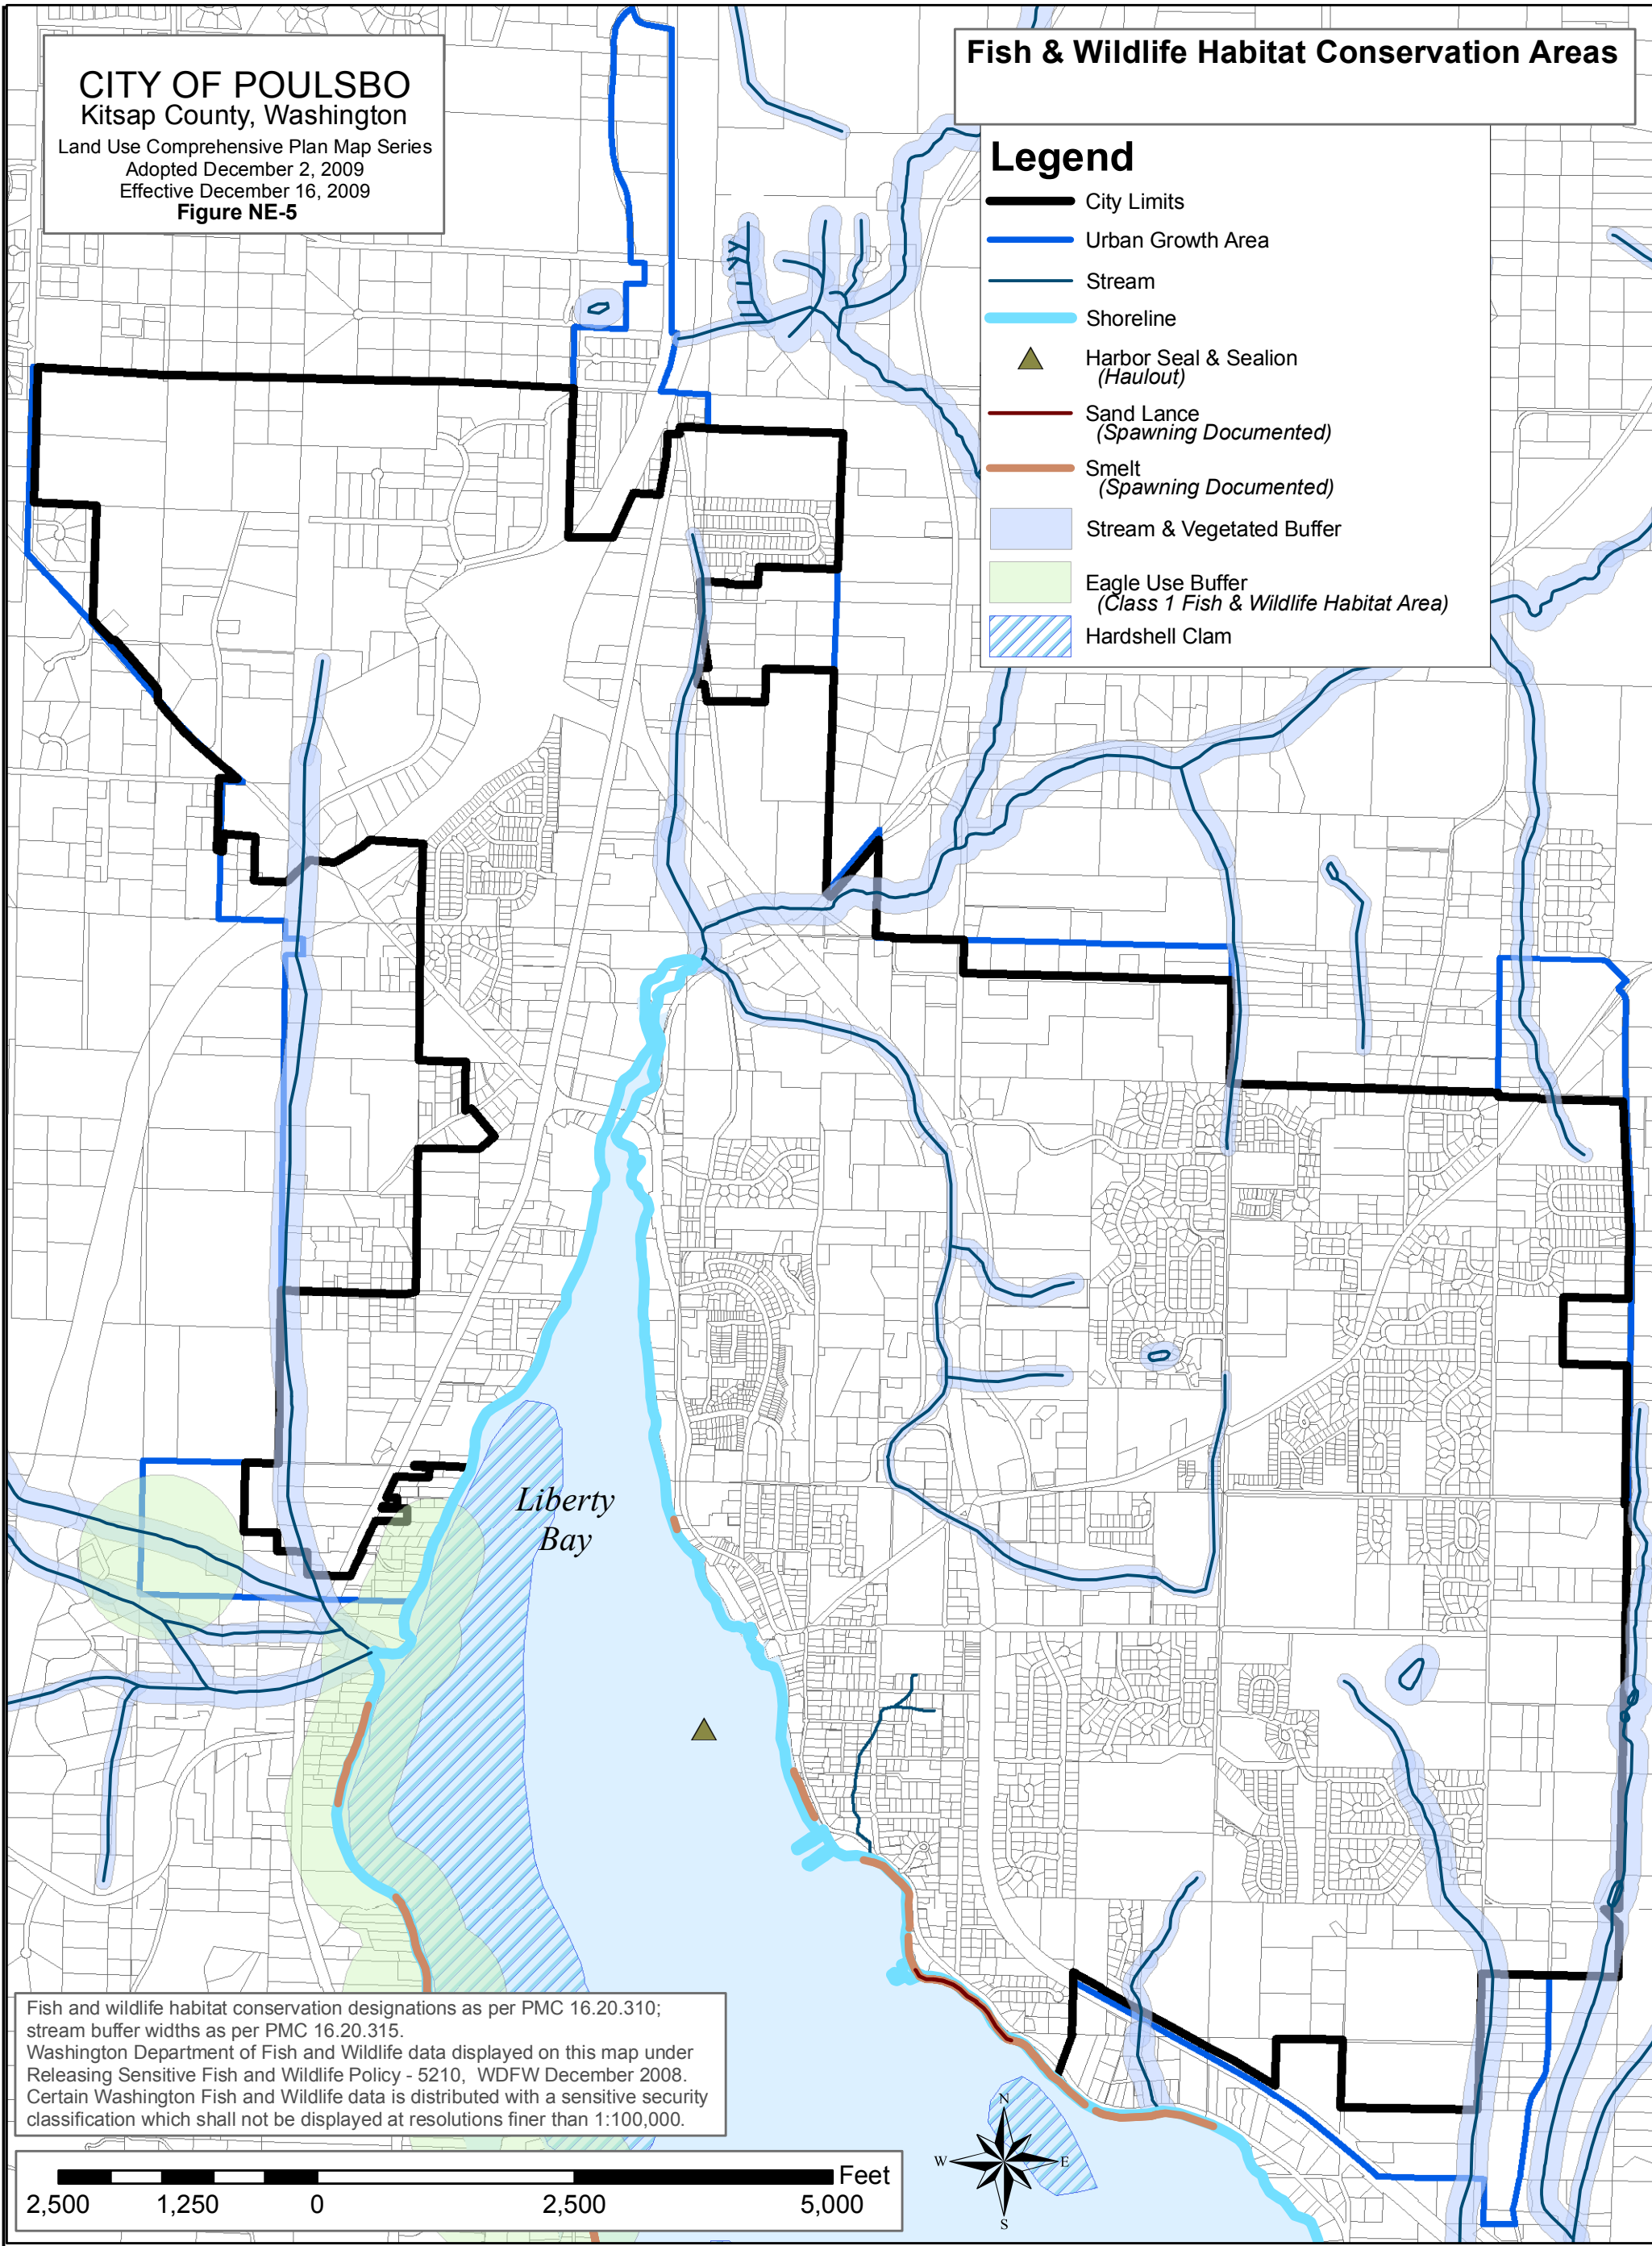 CITY OF POULSBO
Kitsap County, Washington
Land Use Comprehensive Plan Map Series
Adopted December 2, 2009
Effective December 16, 2009
Figure NE-5
Fish & Wildlife Habitat Conservation Areas
Legend
City Limits
Urban Growth Area
Stream
Shoreline
Harbor Seal & Sealion
(Haulout)
Sand Lance
(Spawning Documented)
Smelt
(Spawning Documented)
Stream & Vegetated Buffer
Eagle Use Buffer
(Class 1 Fish & Wildlife Habitat Area)
Hardshell Clam
Liberty
Bay
Fish and wildlife habitat conservation designations as per PMC 16.20.310;
stream buffer widths as per PMC 16.20.315.
Washington Department of Fish and Wildlife data displayed on this map under
Releasing Sensitive Fish and Wildlife Policy - 5210, WDFW December 2008.
Certain Washington Fish and Wildlife data is distributed with a sensitive security
classification which shall not be displayed at resolutions finer than 1:100,000.
N
W E
S
Feet
2,500 1,250 0 2,500 5,000